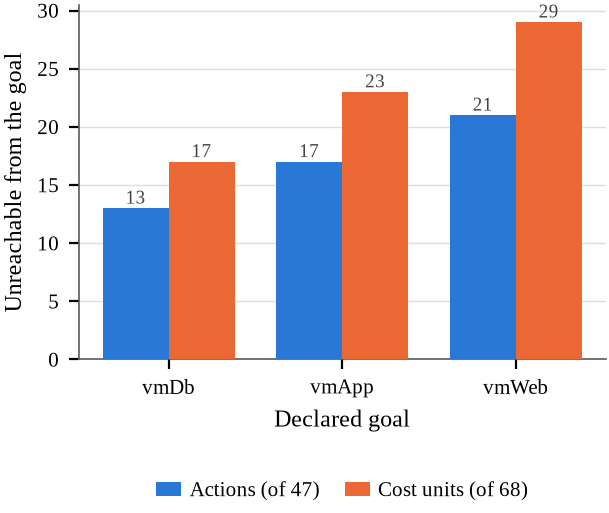 30
25
20
15
10
5
0
Unreachable from the goal
13
17
17
23
21
29
vmDb
vmApp
vmWeb
Declared goal
Actions (of 47)
Cost units (of 68)